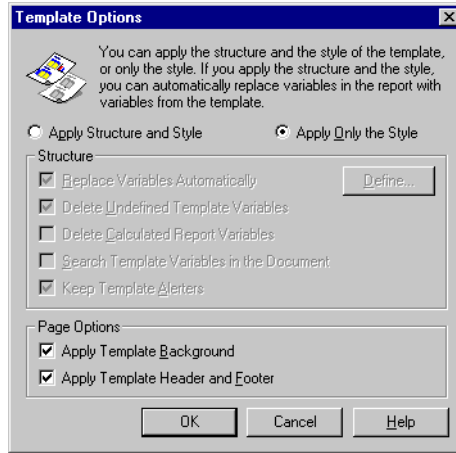 Template Options
You can apply the structure and the style of the template,
or only the style. If you apply the structure and the style,
you can automatically replace variables in the report with
variables from the template.
Apply Structure and Style
Apply Only the Style
Structure
Replace Variables Automatically
Define...
Delete Undefined Template Variables
Delete Calculated Report Variables
Search Template Variables in the Document
Keep Template Alerters
Page Options
Apply Template Background
Apply Template Header and Footer
OK
Cancel
Help